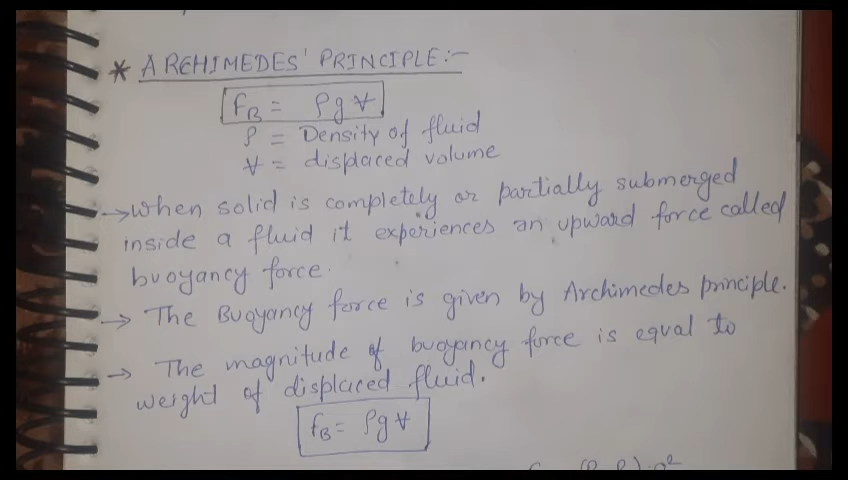 * ARCHIMEDES' PRINCIPLE:-
FB = ρg∀
ρ = Density of fluid
∀ = displaced volume
→ When solid is completely or partially submerged
inside a fluid it experiences an upward force called
buoyancy force.
→ The Buoyancy force is given by Archimedes principle.
→ The magnitude of buoyancy force is equal to
weight of displaced fluid.
fB = ρg∀